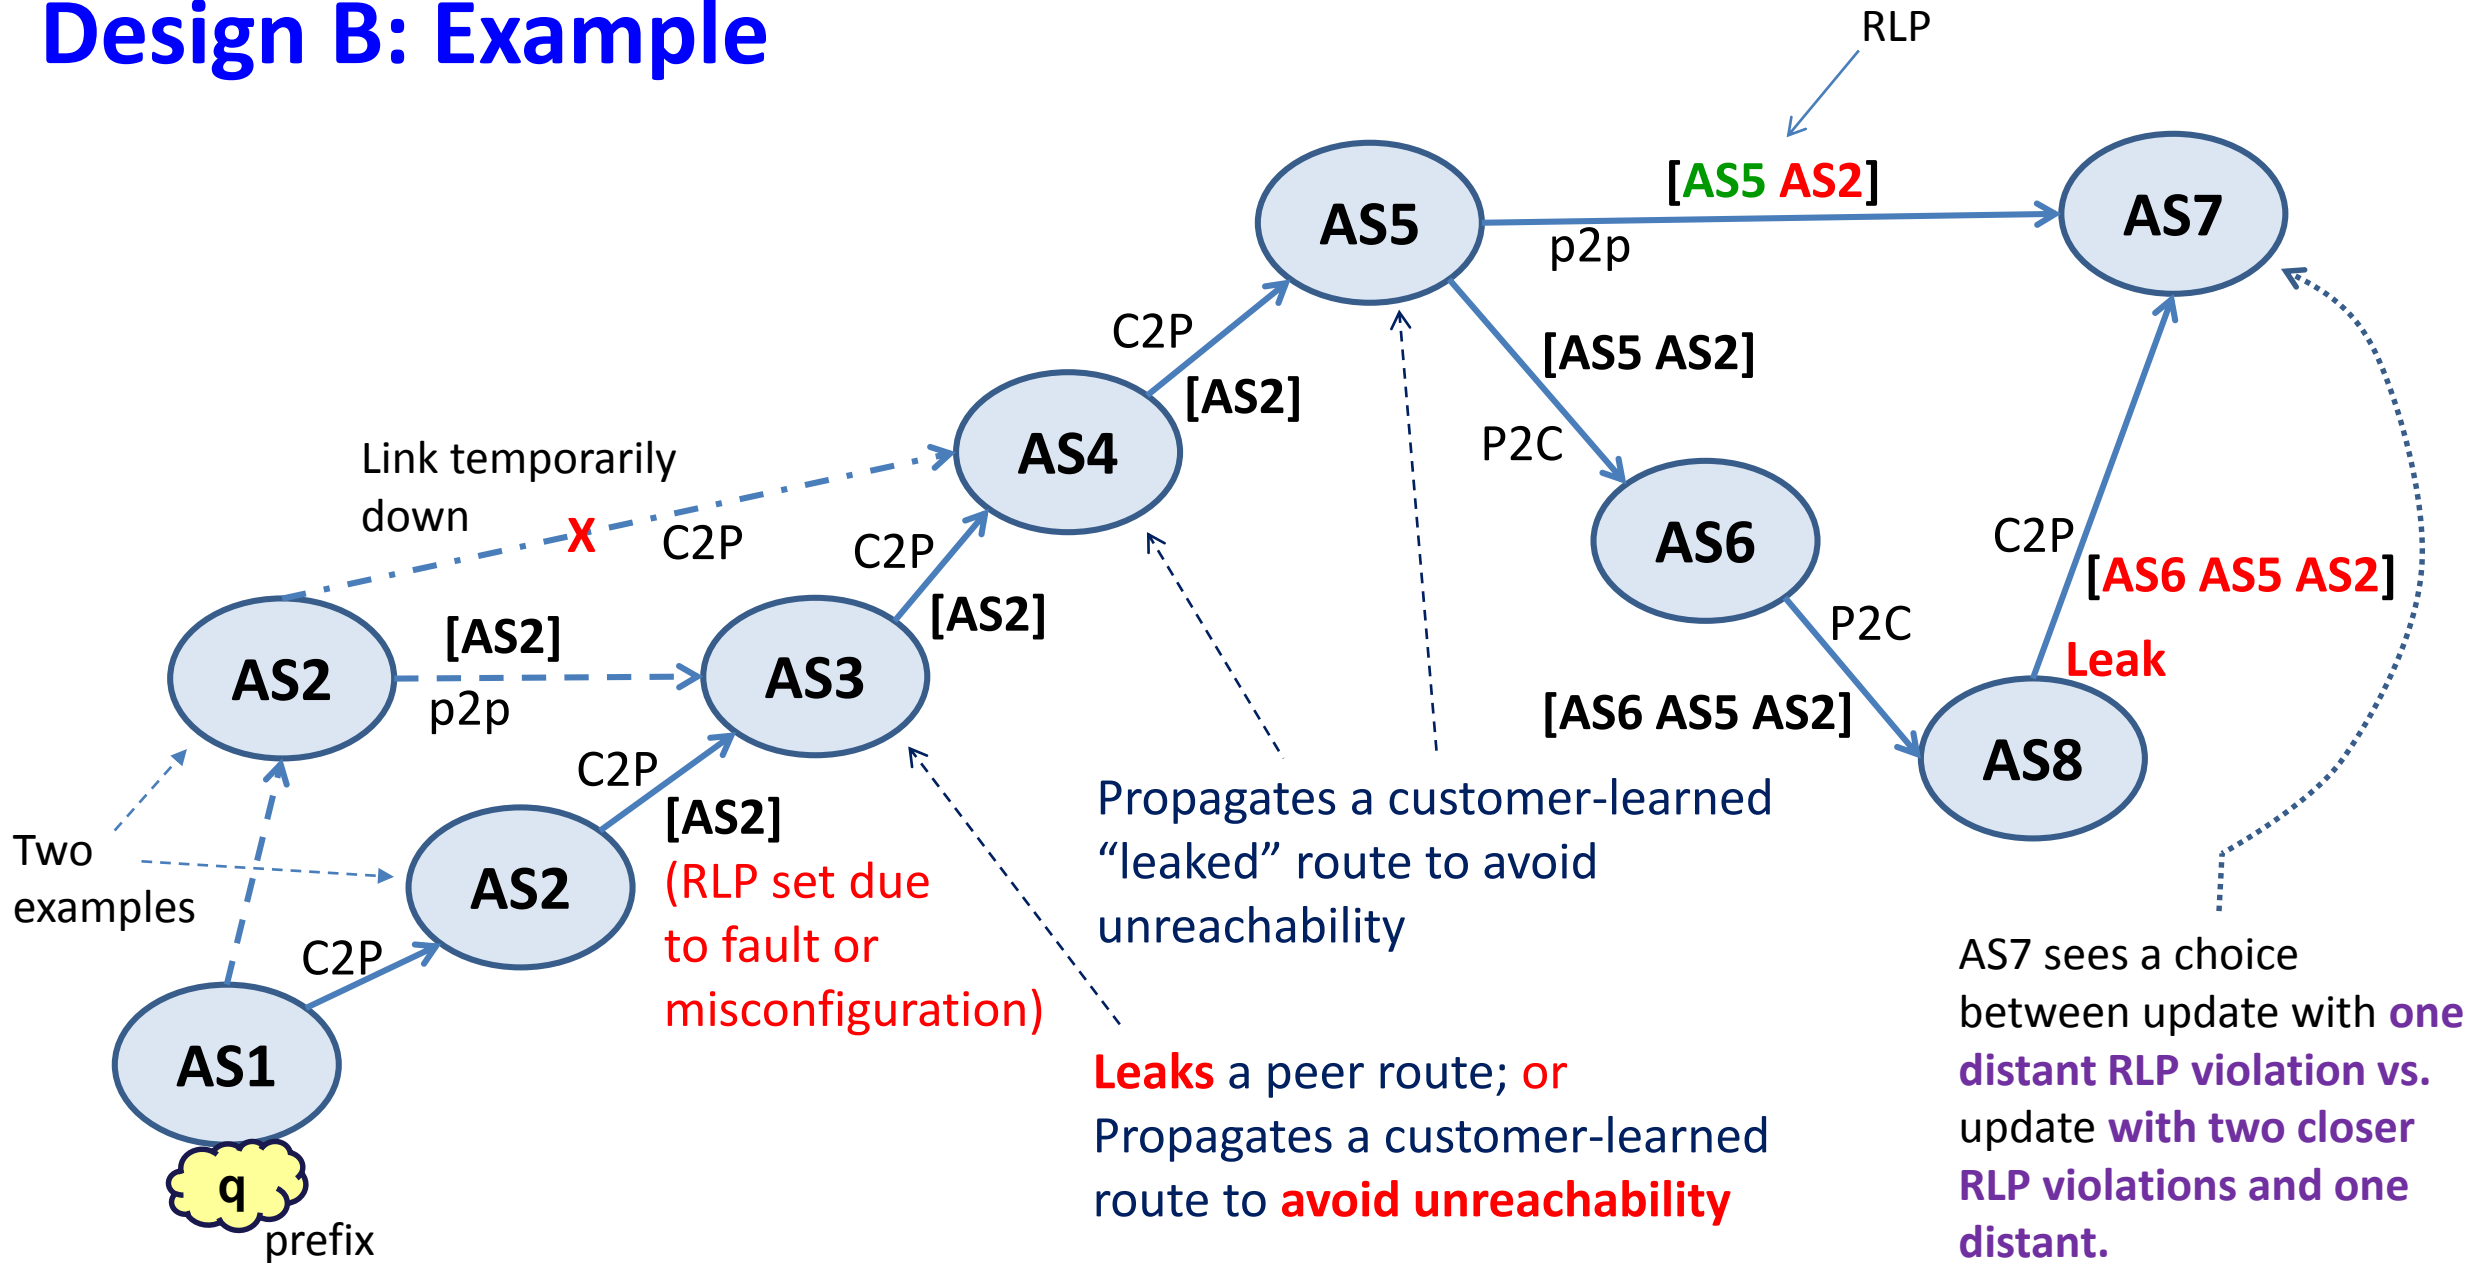 Design B: Example
RLP
[AS5 AS2]
AS5
AS7
p2p
C2P
[AS5 AS2]
[AS2]
P2C
Link temporarily
down
X
C2P
AS4
C2P
AS6
C2P
[AS6 AS5 AS2]
[AS2]
[AS2]
P2C
Leak
AS2
AS3
p2p
[AS6 AS5 AS2]
AS8
C2P
[AS2]
(RLP set due
to fault or
misconfiguration)
Two
examples
AS2
C2P
AS1
q
prefix
Propagates a customer-learned
“leaked” route to avoid
unreachability
Leaks a peer route; or
Propagates a customer-learned
route to avoid unreachability
AS7 sees a choice
between update with one
distant RLP violation vs.
update with two closer
RLP violations and one
distant.